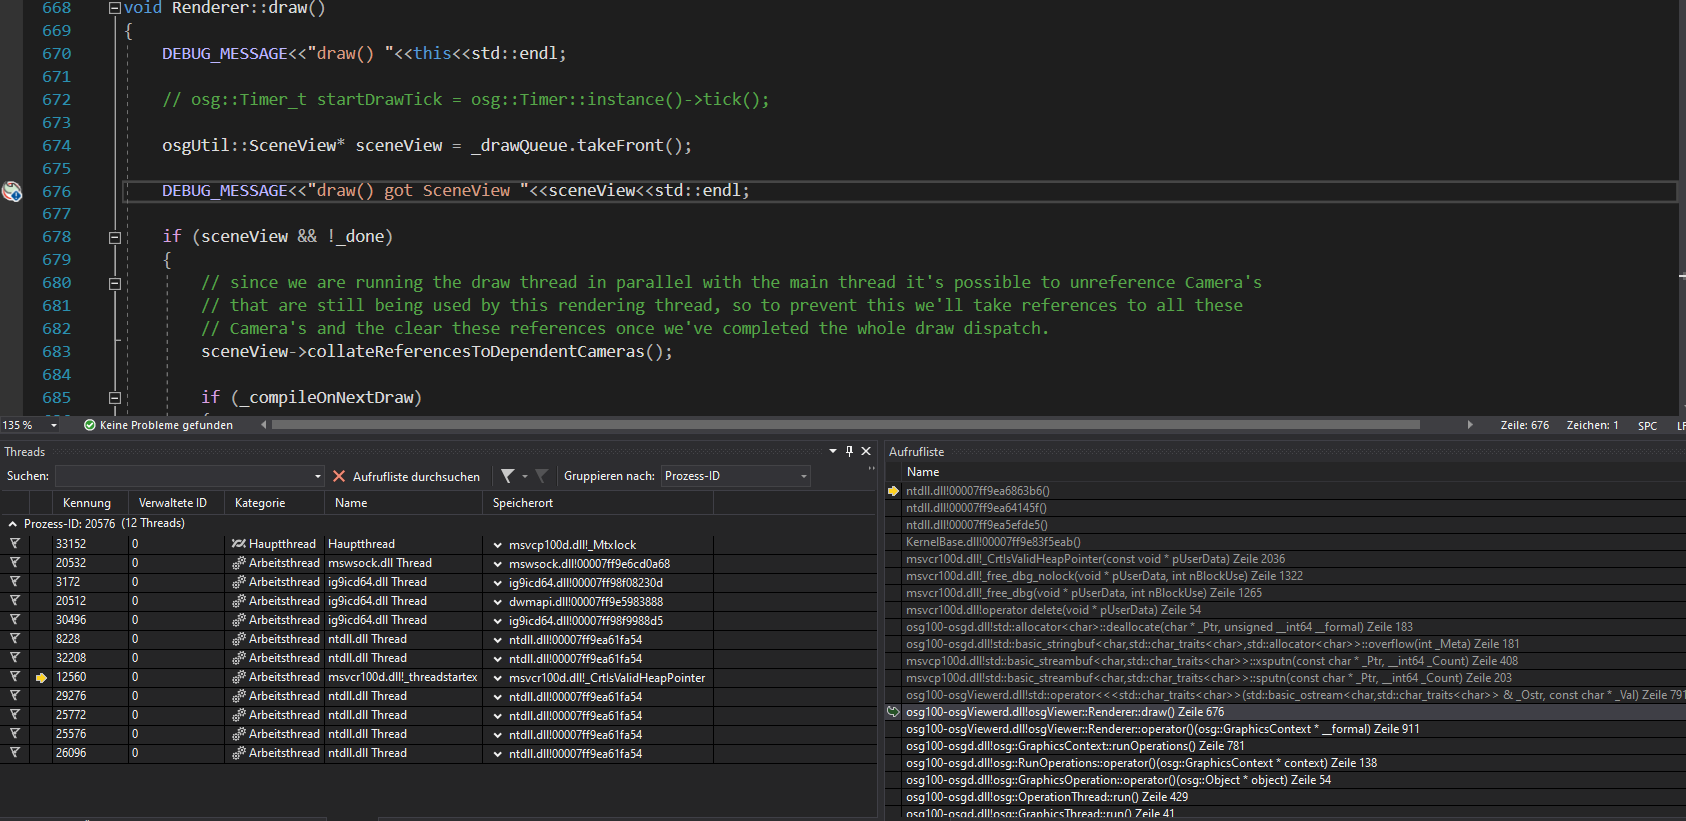 668 void Renderer::draw()
669 {
670 DEBUG_MESSAGE<<"draw() "<<this<<std::endl;
671
672 // osg::Timer_t startDrawTick = osg::Timer::instance()->tick();
673
674 osgUtil::SceneView* sceneView = _drawQueue.takeFront();
675
676 DEBUG_MESSAGE<<"draw() got SceneView "<<sceneView<<std::endl;
677
678 if (sceneView && !_done)
679 {
680 // since we are running the draw thread in parallel with the main thread it's possible to unreference Camera's
681 // that are still being used by this rendering thread, so to prevent this we'll take references to all these
682 // Camera's and the clear these references once we've completed the whole draw dispatch.
683 sceneView->collateReferencesToDependentCameras();
684
685 if (_compileOnNextDraw)
135 % Keine Probleme gefunden Zeile: 676 Zeichen: 1 SPC LF
Threads
Suchen: Aufrufliste durchsuchen Gruppieren nach: Prozess-ID
Kennung Verwaltete ID Kategorie Name Speicherort
Prozess-ID: 20576 (12 Threads)
33152 0 Hauptthread Hauptthread msvcp100d.dll!_Mtxlock
20532 0 Arbeitsthread mswsock.dll Thread mswsock.dll!00007ff9e6cd0a68
3172 0 Arbeitsthread ig9icd64.dll Thread ig9icd64.dll!00007ff98f08230d
20512 0 Arbeitsthread ig9icd64.dll Thread dwmapi.dll!00007ff9e5983888
30496 0 Arbeitsthread ig9icd64.dll Thread ig9icd64.dll!00007ff98f9988d5
8228 0 Arbeitsthread ntdll.dll Thread ntdll.dll!00007ff9ea61fa54
32208 0 Arbeitsthread ntdll.dll Thread ntdll.dll!00007ff9ea61fa54
12560 0 Arbeitsthread msvcr100d.dll!_threadstartex msvcr100d.dll!_CrtIsValidHeapPointer
29276 0 Arbeitsthread ntdll.dll Thread ntdll.dll!00007ff9ea61fa54
25772 0 Arbeitsthread ntdll.dll Thread ntdll.dll!00007ff9ea61fa54
25576 0 Arbeitsthread ntdll.dll Thread ntdll.dll!00007ff9ea61fa54
26096 0 Arbeitsthread ntdll.dll Thread ntdll.dll!00007ff9ea61fa54
Aufrufliste
Name
ntdll.dll!00007ff9ea6863b6()
ntdll.dll!00007ff9ea64145f()
ntdll.dll!00007ff9ea5efde5()
KernelBase.dll!00007ff9e83f5eab()
msvcr100d.dll!_CrtIsValidHeapPointer(const void * pUserData) Zeile 2036
msvcr100d.dll!_free_dbg_nolock(void * pUserData, int nBlockUse) Zeile 1322
msvcr100d.dll!_free_dbg(void * pUserData, int nBlockUse) Zeile 1265
msvcr100d.dll!operator delete(void * pUserData) Zeile 54
osg100-osgd.dll!std::allocator<char>::deallocate(char * _Ptr, unsigned __int64 __formal) Zeile 183
osg100-osgd.dll!std::basic_stringbuf<char,std::char_traits<char>,std::allocator<char>>::overflow(int _Meta) Zeile 181
msvcp100d.dll!std::basic_streambuf<char,std::char_traits<char>>::xsputn(const char * _Ptr, __int64 _Count) Zeile 408
msvcp100d.dll!std::basic_streambuf<char,std::char_traits<char>>::sputn(const char * _Ptr, __int64 _Count) Zeile 203
osg100-osgViewerd.dll!std::operator<<<std::char_traits<char>>(std::basic_ostream<char,std::char_traits<char>> & _Ostr, const char * _Val) Zeile 791
osg100-osgViewerd.dll!osgViewer::Renderer::draw() Zeile 676
osg100-osgViewerd.dll!osgViewer::Renderer::operator()(osg::GraphicsContext * __formal) Zeile 911
osg100-osgd.dll!osg::GraphicsContext::runOperations() Zeile 781
osg100-osgd.dll!osg::RunOperations::operator()(osg::GraphicsContext * context) Zeile 138
osg100-osgd.dll!osg::GraphicsOperation::operator()(osg::Object * object) Zeile 54
osg100-osgd.dll!osg::OperationThread::run() Zeile 429
osg100-osgd.dll!osg::GraphicsThread::run() Zeile 41